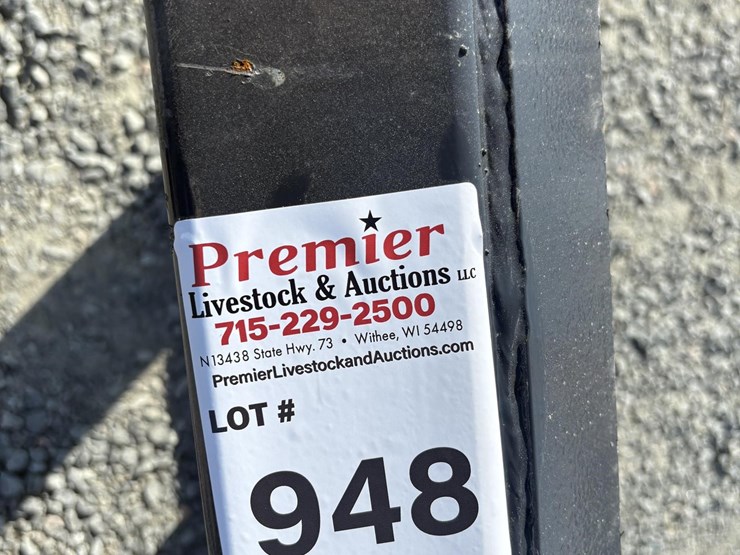 Premier
Livestock & Auctions LLC
715-229-2500
N13438 State Hwy. 73 • Withee, WI 54498
PremierLivestockandAuctions.com
LOT #
948